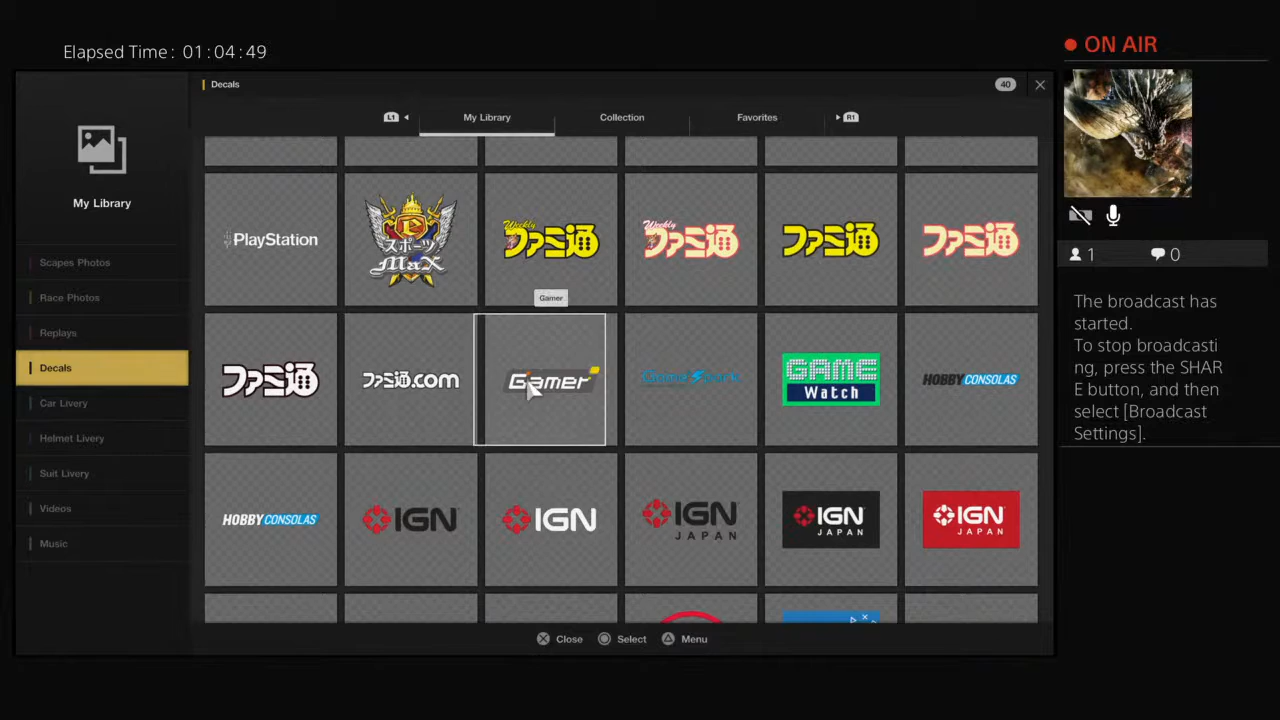 Elapsed Time: 01:04:49
ON AIR
Decals
40
L1
My Library
Collection
Favorites
R1
My Library
Scapes Photos
Race Photos
Replays
Decals
Car Livery
Helmet Livery
Suit Livery
Videos
Music
PlayStation
eスポーツ
MaX
Weekly
ファミ通
Weekly
ファミ通
ファミ通
ファミ通
Gamer
ファミ通
ファミ通.com
Gamer
Game Spark
GAME
Watch
HOBBY CONSOLAS
HOBBY CONSOLAS
IGN
IGN
IGN
JAPAN
IGN
JAPAN
IGN
JAPAN
Close
Select
Menu
1
0
The broadcast has
started.
To stop broadcasti
ng, press the SHAR
E button, and then
select [Broadcast
Settings].